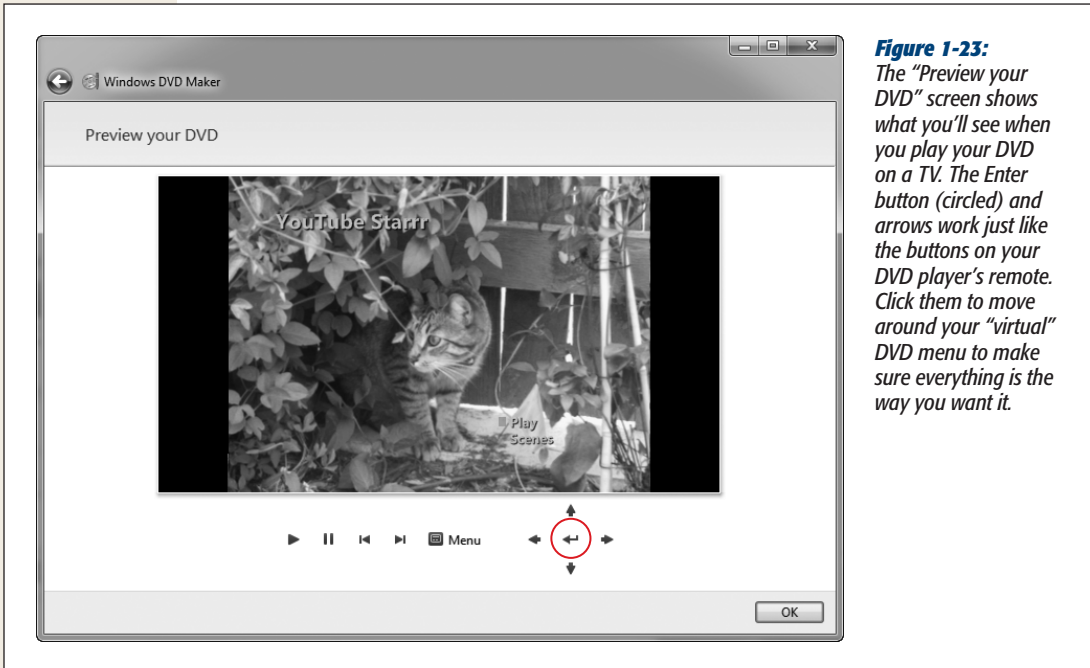 Windows DVD Maker
Preview your DVD
YouTube Starrr
Play
Scenes
Menu
OK
Figure 1-23:
The “Preview your
DVD” screen shows
what you’ll see when
you play your DVD
on a TV. The Enter
button (circled) and
arrows work just like
the buttons on your
DVD player’s remote.
Click them to move
around your “virtual”
DVD menu to make
sure everything is the
way you want it.